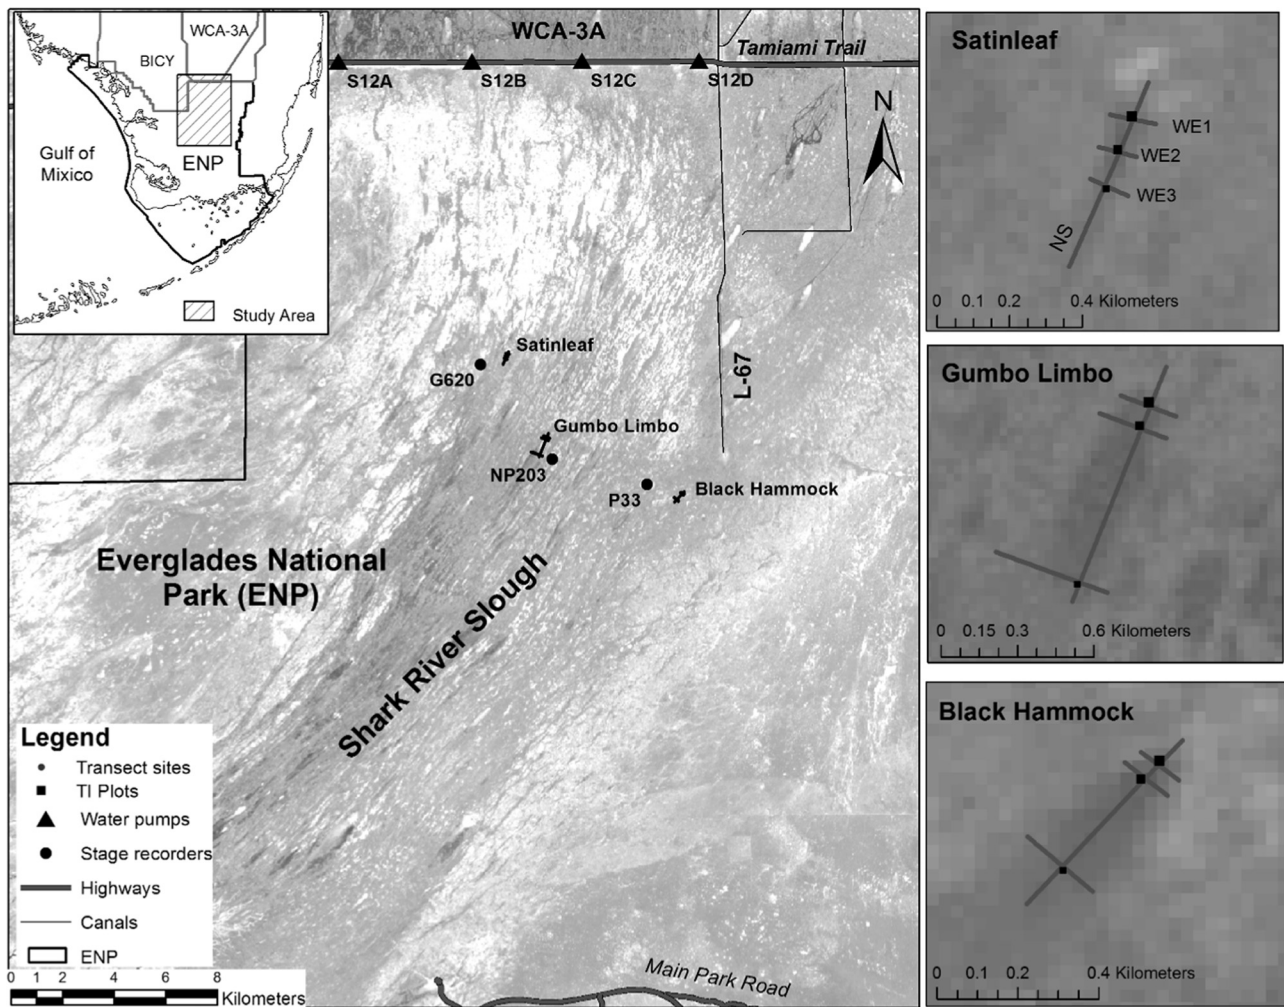 WCA-3A
BICY
Gulf of
Mixico
ENP
Study Area
WCA-3A
Tamiami Trail
S12A
S12B
S12C
S12D
N
L-67
Satinleaf
G620
Gumbo Limbo
NP203
P33
Black Hammock
Everglades National
Park (ENP)
Shark River Slough
Main Park Road
Legend
Transect sites
TI Plots
Water pumps
Stage recorders
Highways
Canals
ENP
0 1 2 4 6 8
Kilometers
Satinleaf
WE1
WE2
WE3
NS
0 0.1 0.2 0.4 Kilometers
Gumbo Limbo
0 0.15 0.3 0.6 Kilometers
Black Hammock
0 0.1 0.2 0.4 Kilometers